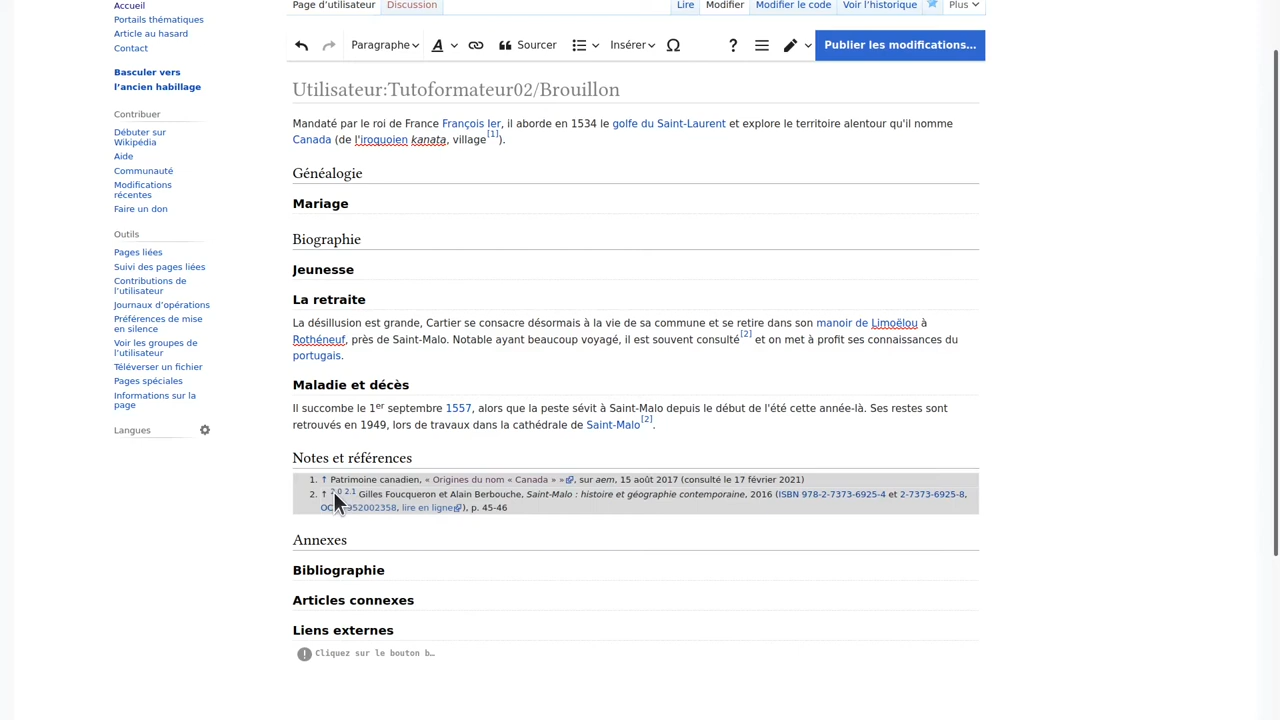 Accueil
Portails thématiques
Article au hasard
Contact
Basculer vers
l'ancien habillage
Contribuer
Débuter sur
Wikipédia
Aide
Communauté
Modifications
récentes
Faire un don
Outils
Pages liées
Suivi des pages liées
Contributions de
l'utilisateur
Journaux d'opérations
Préférences de mise
en silence
Voir les groupes de
l'utilisateur
Téléverser un fichier
Pages spéciales
Informations sur la
page
Langues
Page d'utilisateur Discussion Lire Modifier Modifier le code Voir l'historique Plus
Paragraphe A Sourcer Insérer Ω ? Publier les modifications…
Utilisateur:Tutoformateur02/Brouillon
Mandaté par le roi de France François Ier, il aborde en 1534 le golfe du Saint-Laurent et explore le territoire alentour qu'il nomme
Canada (de l'iroquoien kanata, village[1]).
Généalogie
Mariage
Biographie
Jeunesse
La retraite
La désillusion est grande, Cartier se consacre désormais à la vie de sa commune et se retire dans son manoir de Limoëlou à
Rothéneuf, près de Saint-Malo. Notable ayant beaucoup voyagé, il est souvent consulté[2] et on met à profit ses connaissances du
portugais.
Maladie et décès
Il succombe le 1er septembre 1557, alors que la peste sévit à Saint-Malo depuis le début de l'été cette année-là. Ses restes sont
retrouvés en 1949, lors de travaux dans la cathédrale de Saint-Malo[2].
Notes et références
1. ↑ Patrimoine canadien, « Origines du nom « Canada » », sur aem, 15 août 2017 (consulté le 17 février 2021)
2. ↑ 2.0 2.1 Gilles Foucqueron et Alain Berbouche, Saint-Malo : histoire et géographie contemporaine, 2016 (ISBN 978-2-7373-6925-4 et 2-7373-6925-8,
952002358, lire en ligne), p. 45-46
Annexes
Bibliographie
Articles connexes
Liens externes
Cliquez sur le bouton b…